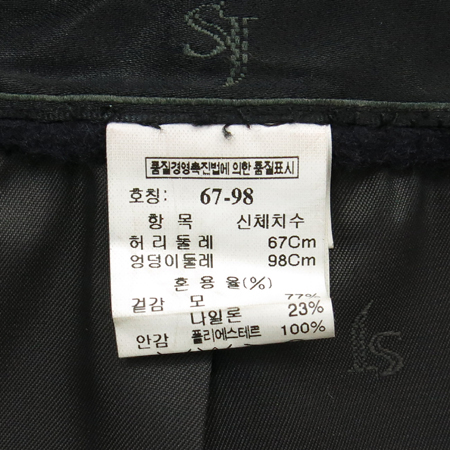 SJ
품질경영촉진법에 의한 품질표시
호칭: 67-98
항 목 신체치수
허리둘레 67Cm
엉덩이둘레 98Cm
혼용율(%)
겉감 모 77%
나일론 23%
안감 폴리에스테르 100%
S